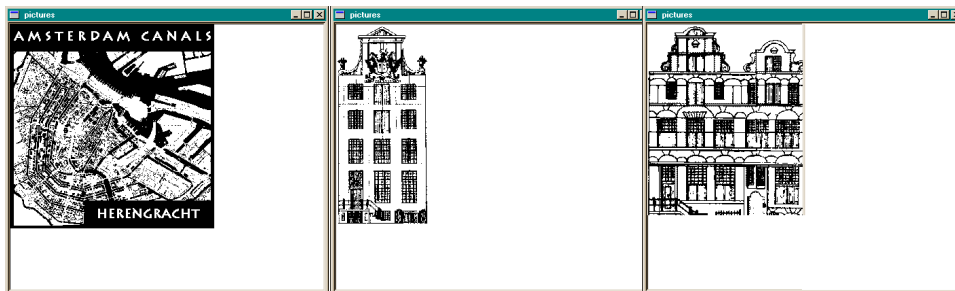 pictures
AMSTERDAM CANALS
HERENGRACHT
pictures
pictures